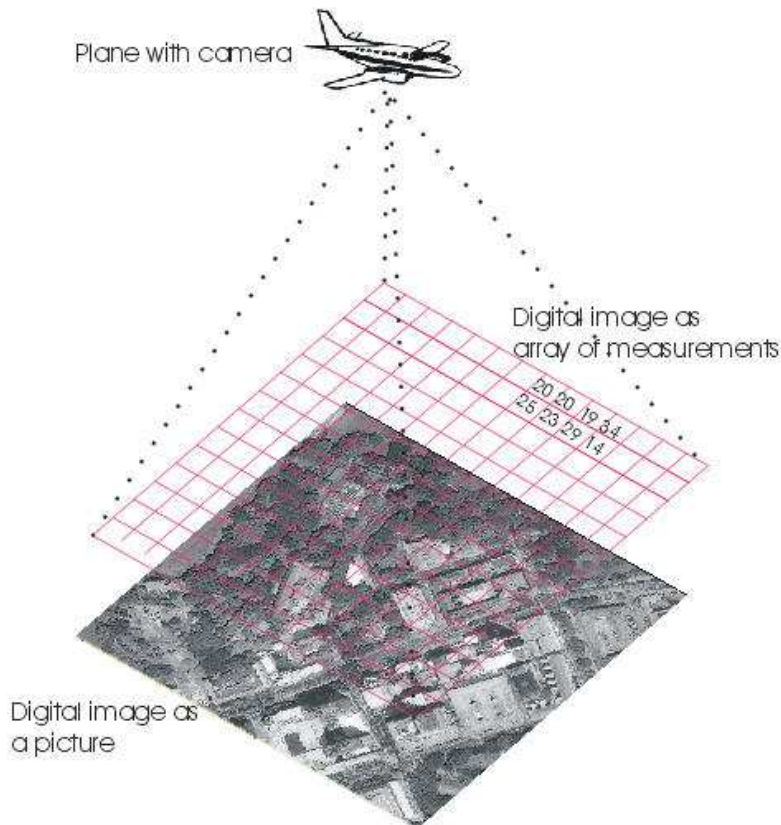 Plane with camera
Digital image as
array of measurements
20 20 19 34
25 23 29 14
Digital image as
a picture